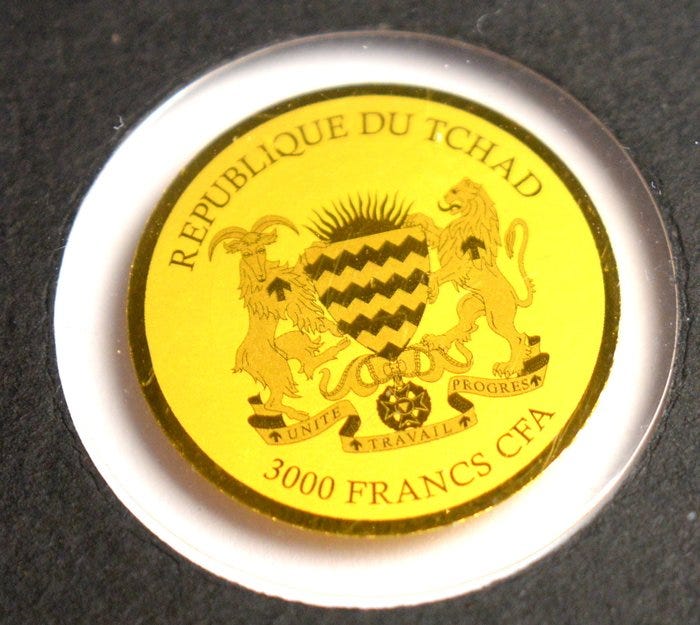 REPUBLIQUE DU TCHAD
UNITE
TRAVAIL
PROGRES
3000 FRANCS CFA